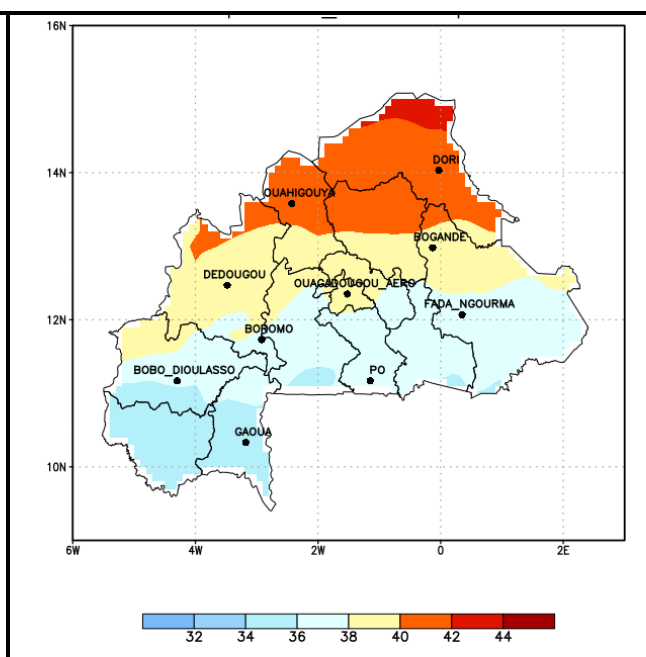 16N
14N
12N
10N
DORI
OUAHIGOUYA
BOGANDE
DEDOUGOU
OUAGADOUGOU_AERO
FADA_NGOURMA
BOROMO
BOBO_DIOULASSO
PO
GAOUA
6W 4W 2W 0 2E
32 34 36 38 40 42 44